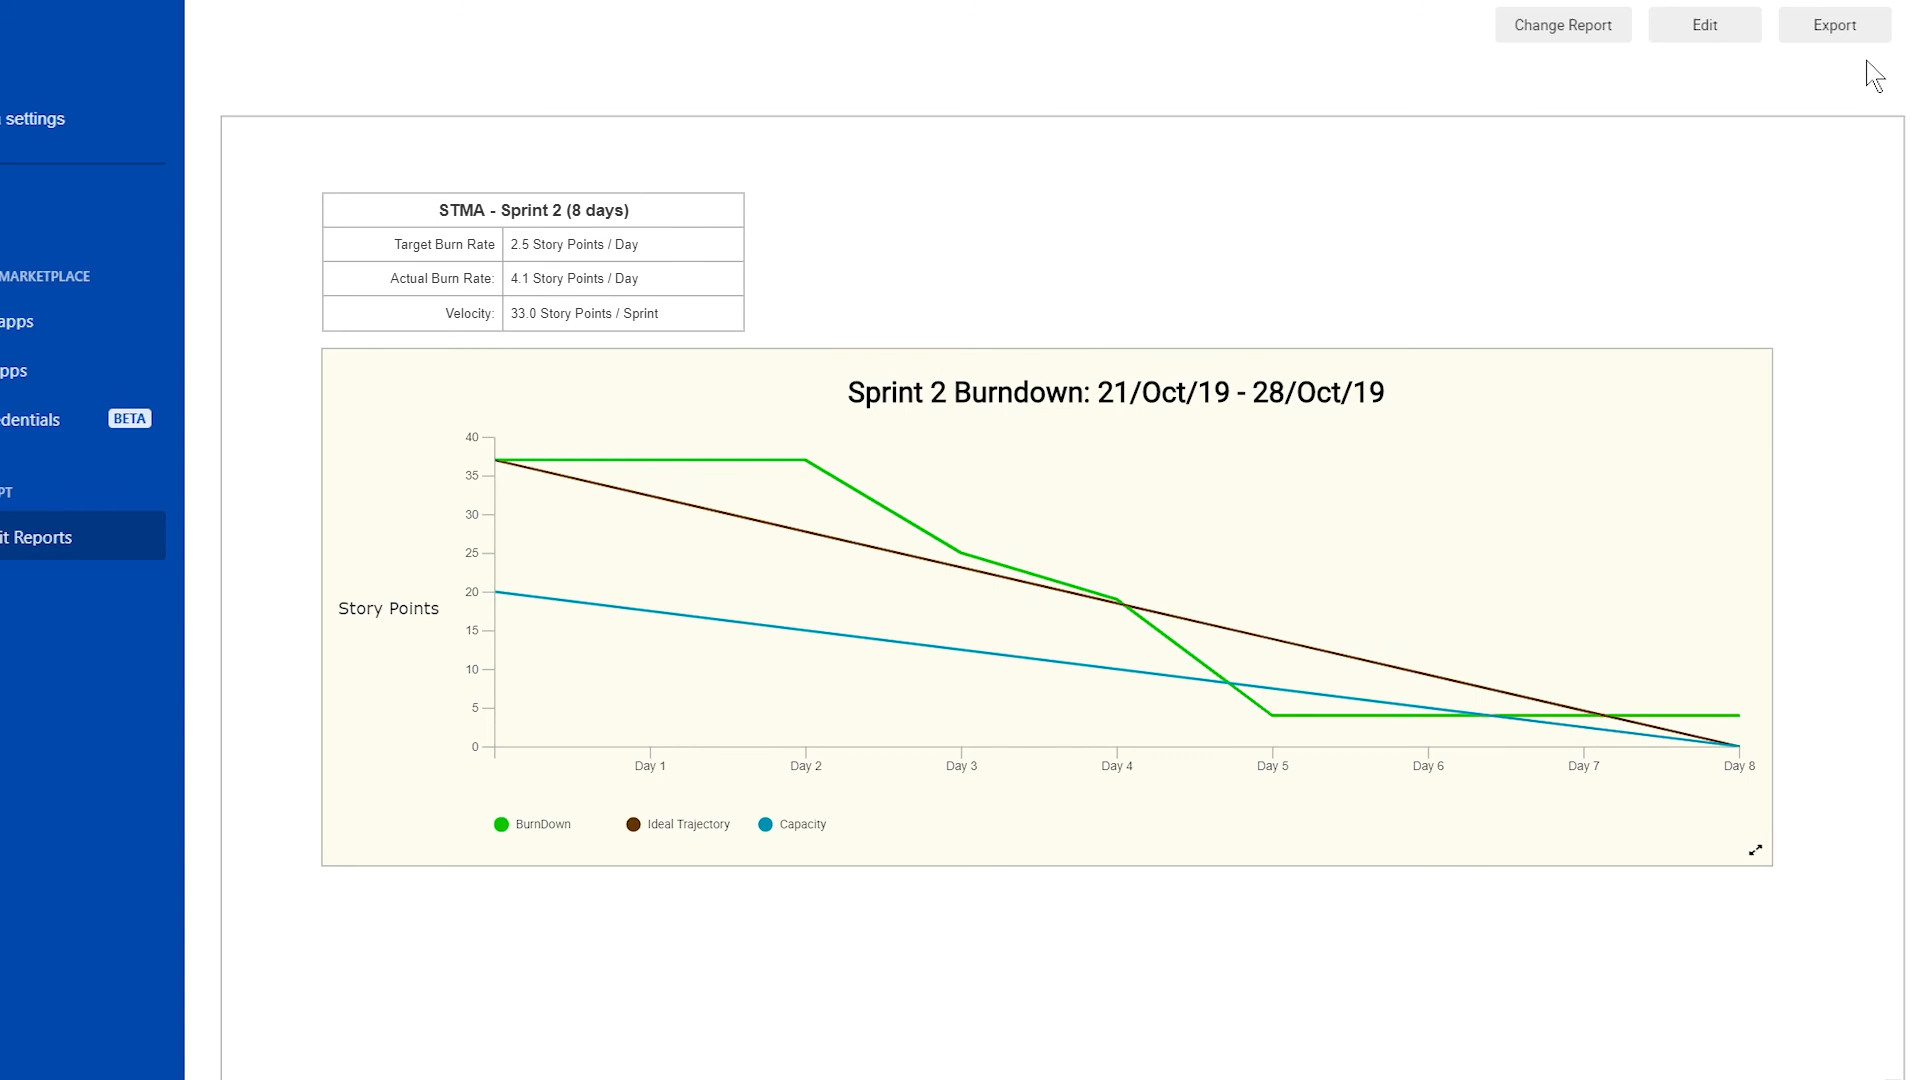 Change Report Edit Export
settings
MARKETPLACE
apps
BETA
Reports
STMA - Sprint 2 (8 days)
Target Burn Rate 2.5 Story Points / Day
Actual Burn Rate: 4.1 Story Points / Day
Velocity: 33.0 Story Points / Sprint
Sprint 2 Burndown: 21/Oct/19 - 28/Oct/19
40
35
30
25
20
Story Points
15
10
5
0
Day 1 Day 2 Day 3 Day 4 Day 5 Day 6 Day 7 Day 8
BurnDown Ideal Trajectory Capacity